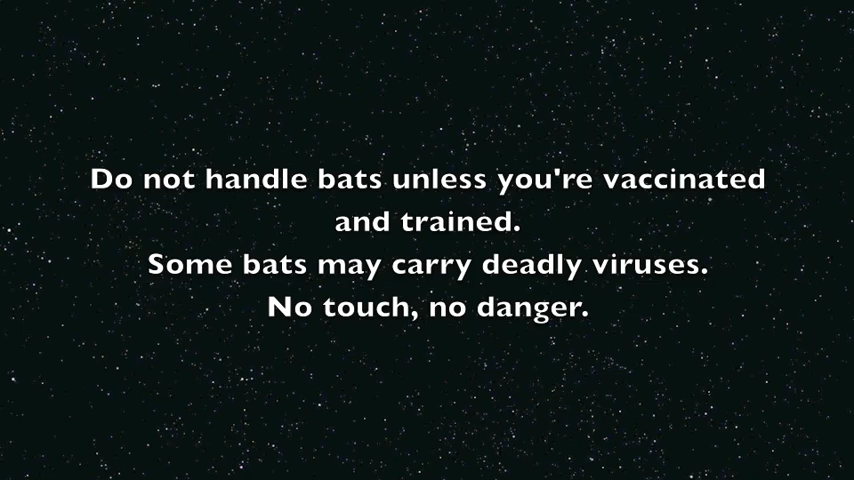 Do not handle bats unless you're vaccinated
and trained.
Some bats may carry deadly viruses.
No touch, no danger.